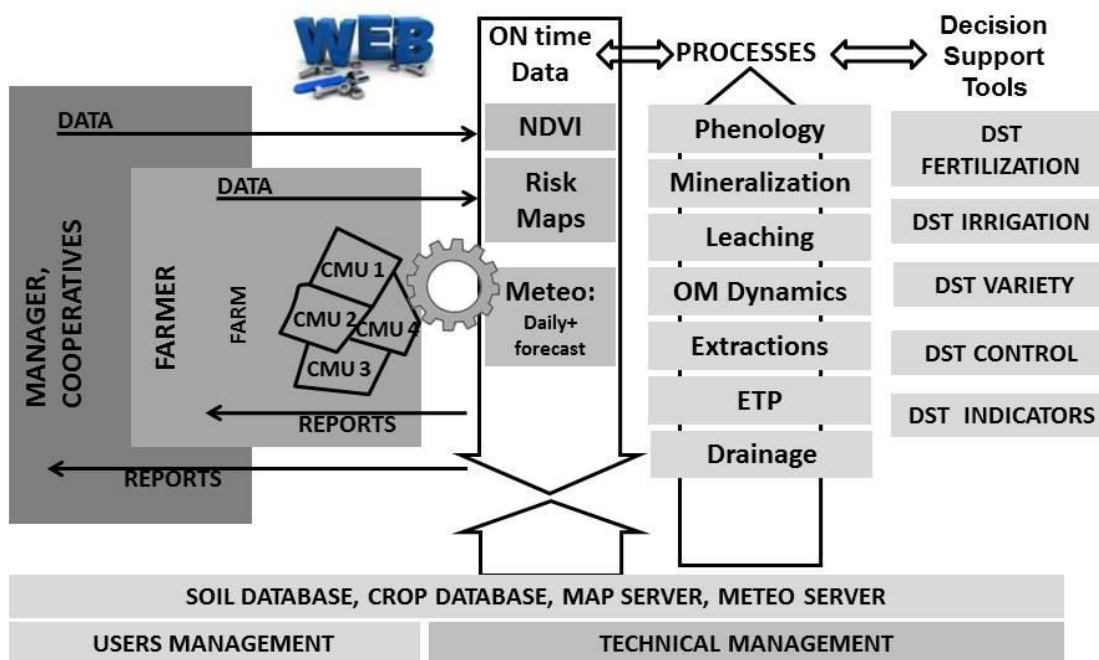 WEB
ON time
Data
PROCESSES
Decision
Support
Tools
DATA
NDVI
Phenology
DST
FERTILIZATION
DATA
Risk
Maps
Mineralization
MANAGER,
COOPERATIVES
FARMER
FARM
CMU 1
CMU 2
CMU 4
CMU 3
Leaching
DST IRRIGATION
Meteo:
Daily+
forecast
OM Dynamics
DST VARIETY
Extractions
DST CONTROL
ETP
DST INDICATORS
REPORTS
Drainage
REPORTS
SOIL DATABASE, CROP DATABASE, MAP SERVER, METEO SERVER
USERS MANAGEMENT
TECHNICAL MANAGEMENT